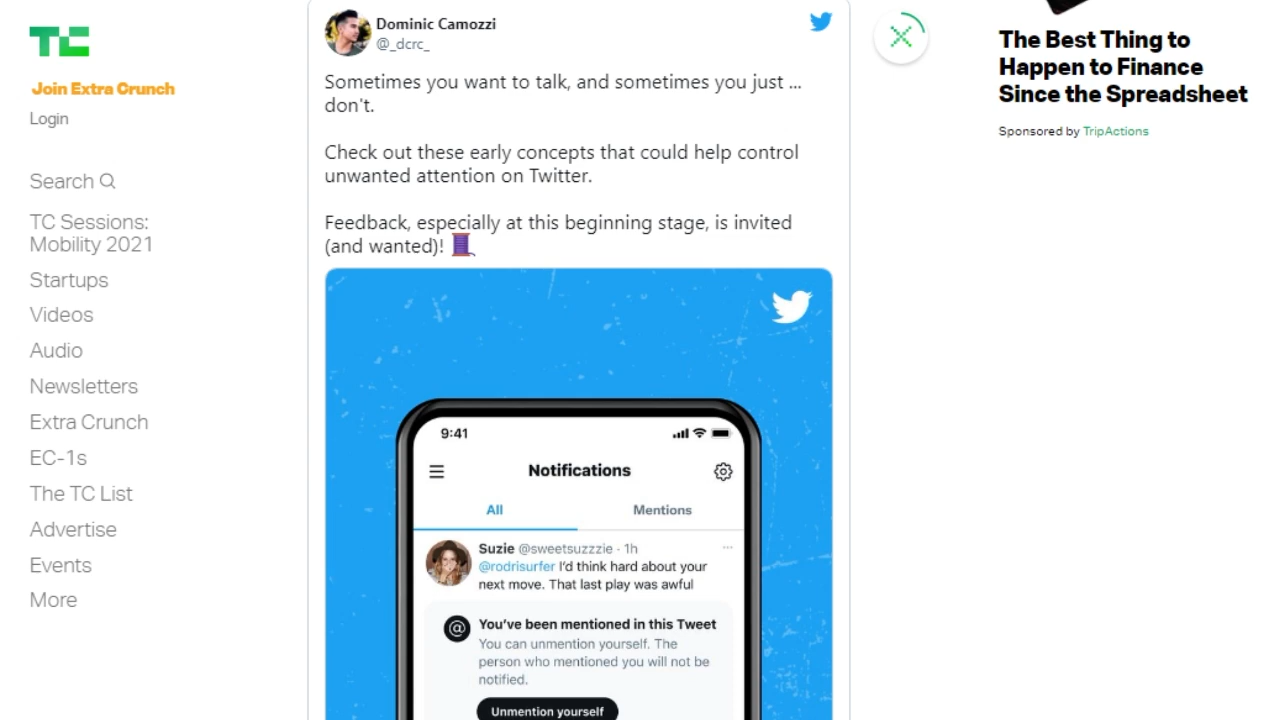 TC
Join Extra Crunch
Login
Search
TC Sessions:
Mobility 2021
Startups
Videos
Audio
Newsletters
Extra Crunch
EC-1s
The TC List
Advertise
Events
More
Dominic Camozzi
@_dcrc_
Sometimes you want to talk, and sometimes you just ...
don't.
Check out these early concepts that could help control
unwanted attention on Twitter.
Feedback, especially at this beginning stage, is invited
(and wanted)! 🧵
9:41
Notifications
All Mentions
Suzie @sweetsuzzzie · 1h
@rodrisurfer I'd think hard about your
next move. That last play was awful
@ You've been mentioned in this Tweet
You can unmention yourself. The
person who mentioned you will not be
notified.
Unmention yourself
The Best Thing to
Happen to Finance
Since the Spreadsheet
Sponsored by TripActions